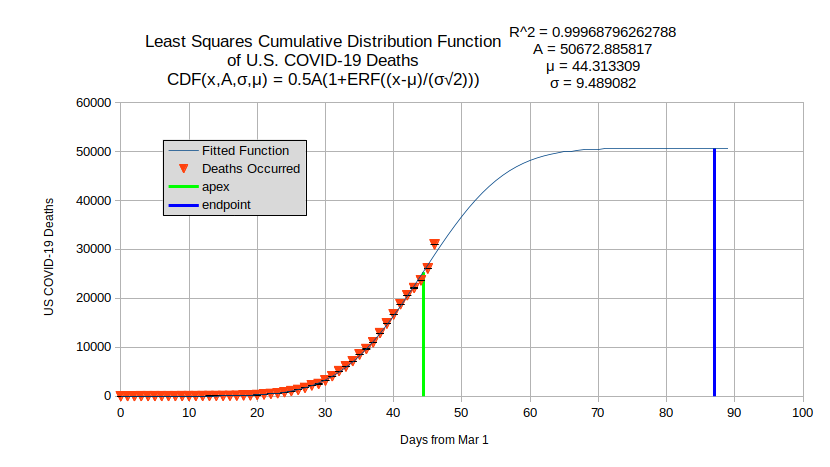 Least Squares Cumulative Distribution Function
of U.S. COVID-19 Deaths
CDF(x,A,σ,μ) = 0.5A(1+ERF((x-μ)/(σ√2)))
R^2 = 0.99968796262788
A = 50672.885817
μ = 44.313309
σ = 9.489082
60000
50000
40000
30000
20000
10000
0
US COVID-19 Deaths
Fitted Function
Deaths Occurred
apex
endpoint
0 10 20 30 40 50 60 70 80 90 100
Days from Mar 1